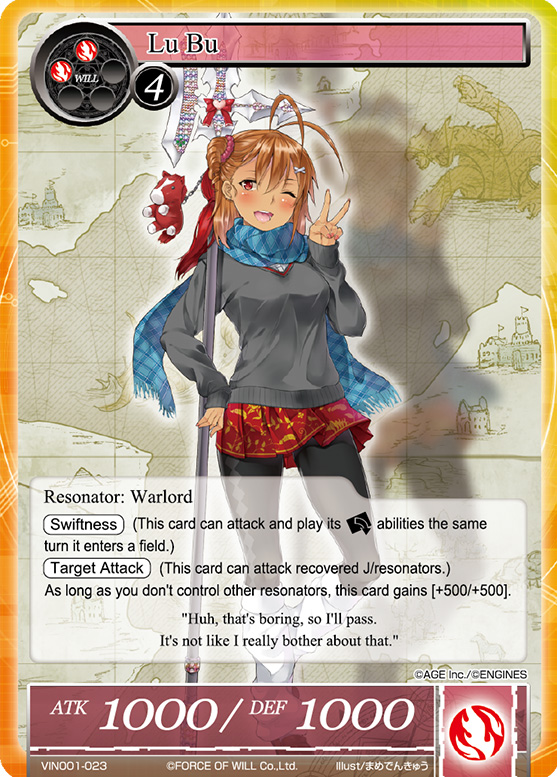 Lu Bu
WILL
4
Resonator: Warlord
Swiftness (This card can attack and play its abilities the same
turn it enters a field.)
Target Attack (This card can attack recovered J/resonators.)
As long as you don't control other resonators, this card gains [+500/+500].
"Huh, that's boring, so I'll pass.
It's not like I really bother about that."
©AGE Inc./©ENGINES
ATK 1000/ DEF 1000
VIN001-023 ©FORCE OF WILL Co.,Ltd. Illust/まめでんきゅう